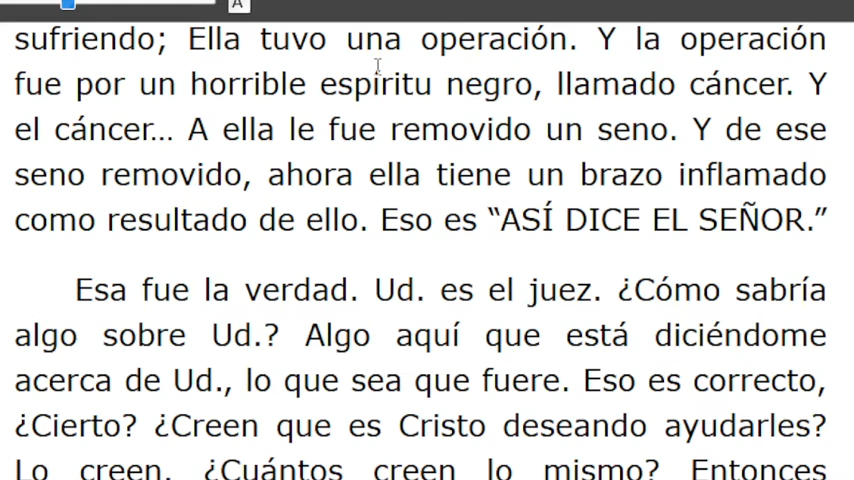 A
sufriendo; Ella tuvo una operación. Y la operación
fue por un horrible espíritu negro, llamado cáncer. Y
el cáncer... A ella le fue removido un seno. Y de ese
seno removido, ahora ella tiene un brazo inflamado
como resultado de ello. Eso es “ASÍ DICE EL SEÑOR.”
Esa fue la verdad. Ud. es el juez. ¿Cómo sabría
algo sobre Ud.? Algo aquí que está diciéndome
acerca de Ud., lo que sea que fuere. Eso es correcto,
¿Cierto? ¿Creen que es Cristo deseando ayudarles?
Lo creen. ¿Cuántos creen lo mismo? Entonces